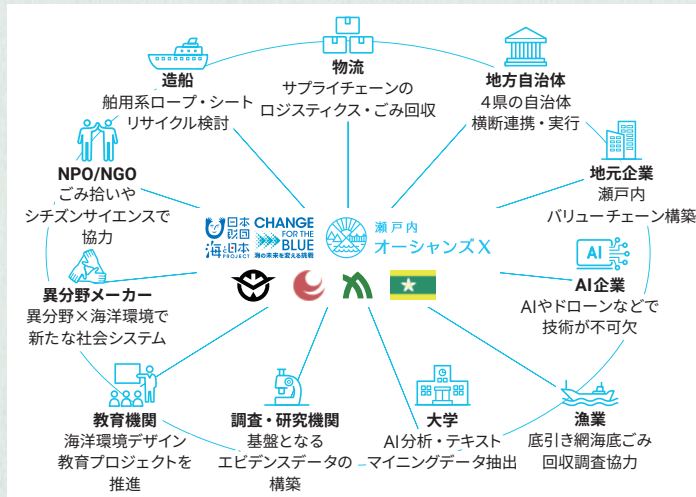 物流
サプライチェーンの
ロジスティクス・ごみ回収
造船
舶用系ロープ・シート
リサイクル検討
地方自治体
4県の自治体
横断連携・実行
NPO/NGO
ごみ拾いや
シチズンサイエンスで
協力
地元企業
瀬戸内
バリューチェーン構築
日本
財団
海と日本
PROJECT
CHANGE
FOR THE
BLUE
海の未来を変える挑戦
瀬戸内
オーシャンズX
AI
AI企業
AIやドローンなどで
技術が不可欠
異分野メーカー
異分野×海洋環境で
新たな社会システム
教育機関
海洋環境デザイン
教育プロジェクトを
推進
調査・研究機関
基盤となる
エビデンスデータの
構築
大学
AI分析・テキスト
マイニングデータ抽出
漁業
底引き網海底ごみ
回収調査協力